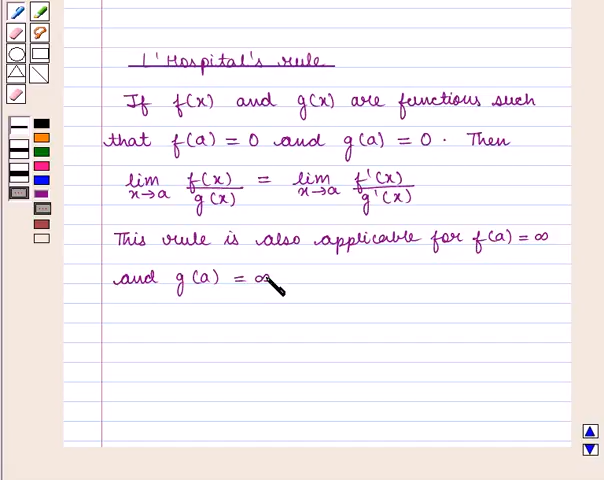 L'Hospital's rule
If f(x) and g(x) are functions such
that f(a) = 0 and g(a) = 0. Then
lim x→a f(x)/g(x) = lim x→a f'(x)/g'(x)
This rule is also applicable for f(a) = ∞
and g(a) = ∞